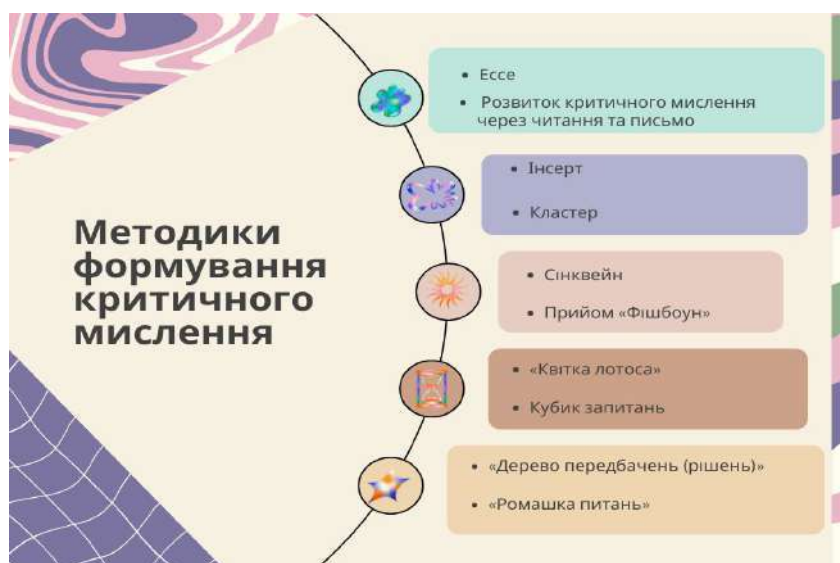 Методики
формування
критичного
мислення
• Ессе
• Розвиток критичного мислення
через читання та письмо
• Інсерт
• Кластер
• Сінквейн
• Прийом «Фішбоун»
• «Квітка лотоса»
• Кубик запитань
• «Дерево передбачень (рішень)»
• «Ромашка питань»